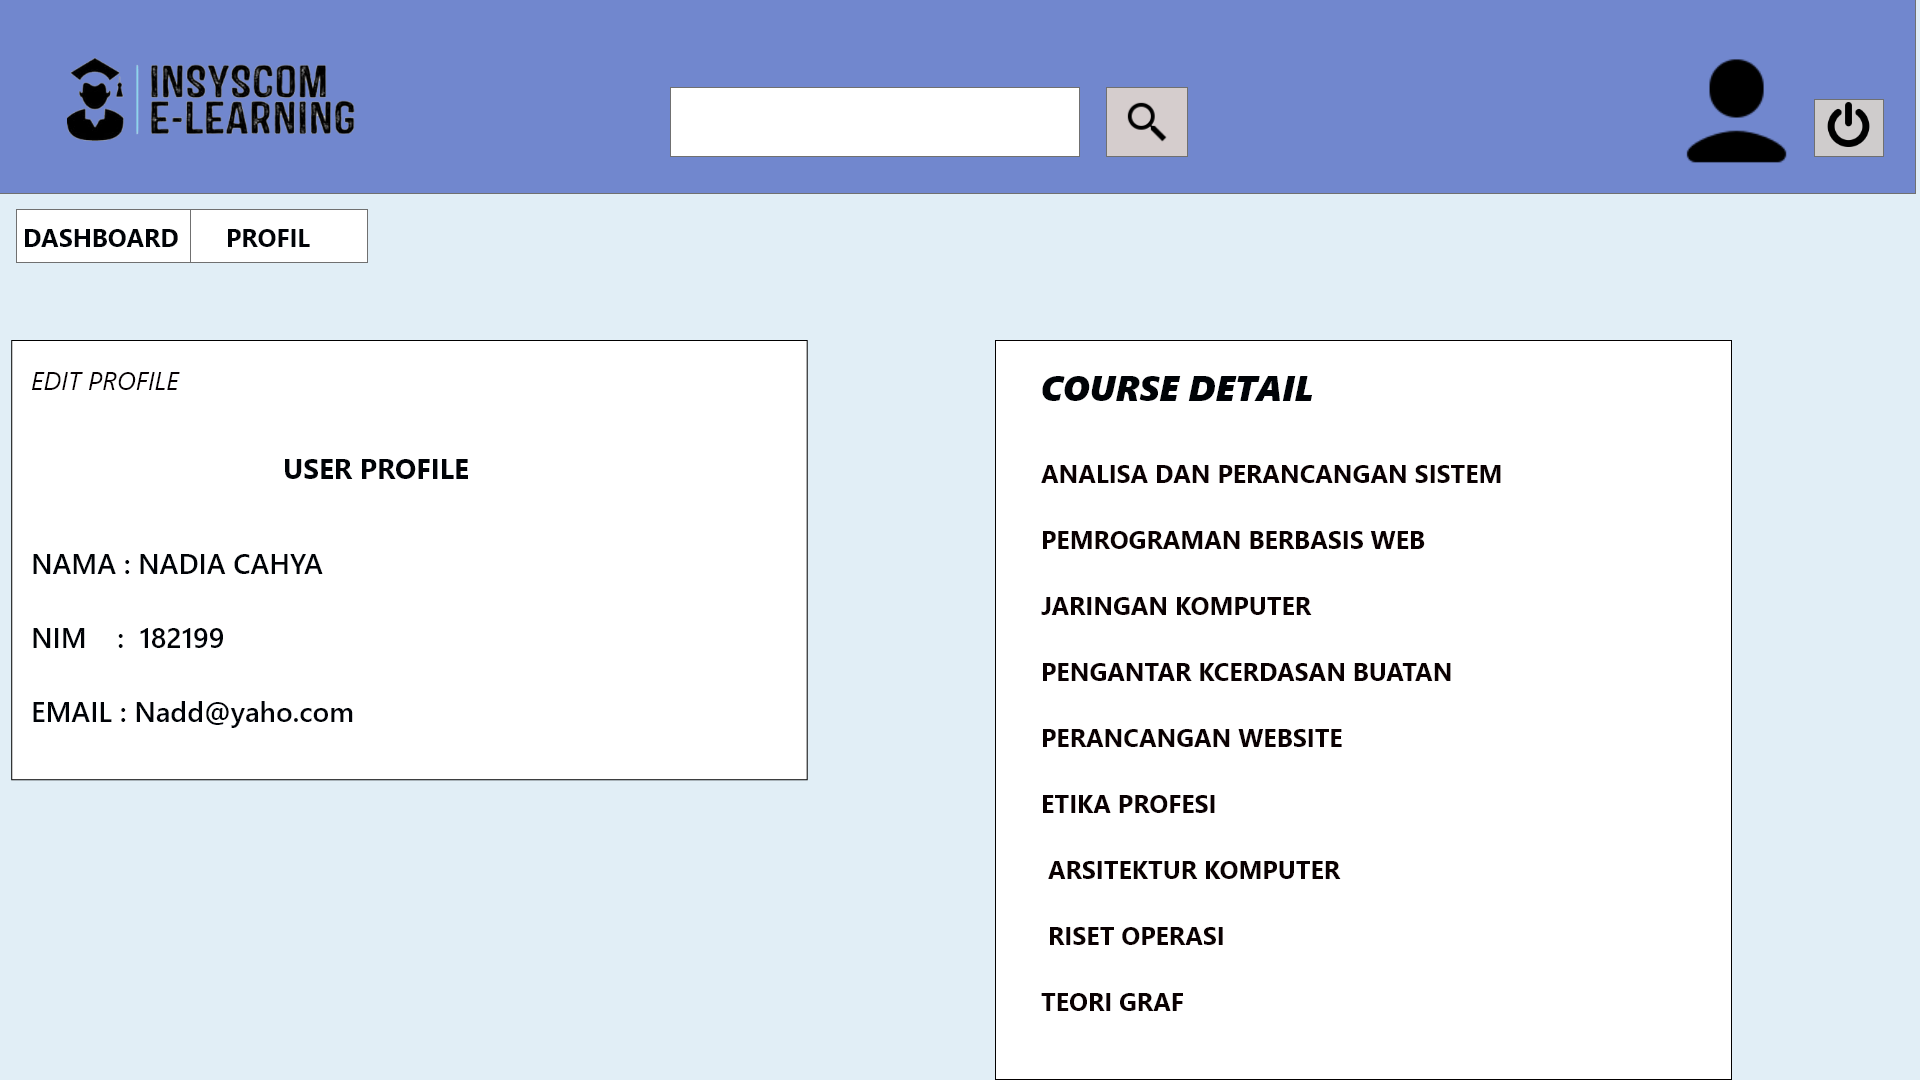 INSYSCOM
E-LEARNING
DASHBOARD
PROFIL
EDIT PROFILE
USER PROFILE
NAMA : NADIA CAHYA
NIM : 182199
EMAIL : Nadd@yaho.com
COURSE DETAIL
ANALISA DAN PERANCANGAN SISTEM
PEMROGRAMAN BERBASIS WEB
JARINGAN KOMPUTER
PENGANTAR KCERDASAN BUATAN
PERANCANGAN WEBSITE
ETIKA PROFESI
ARSITEKTUR KOMPUTER
RISET OPERASI
TEORI GRAF